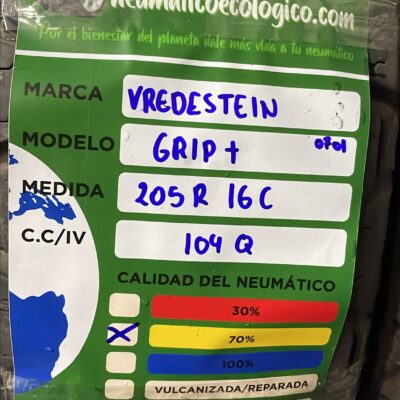 neumaticoecologico.com
Por el bienestar del planeta dale más vida a tu neumático
MARCA VREDESTEIN
MODELO GRIP + 0701
MEDIDA 205 R 16 C
C.C/IV 104 Q
CALIDAD DEL NEUMÁTICO
30%
X 70%
100%
VULCANIZADA/REPARADA